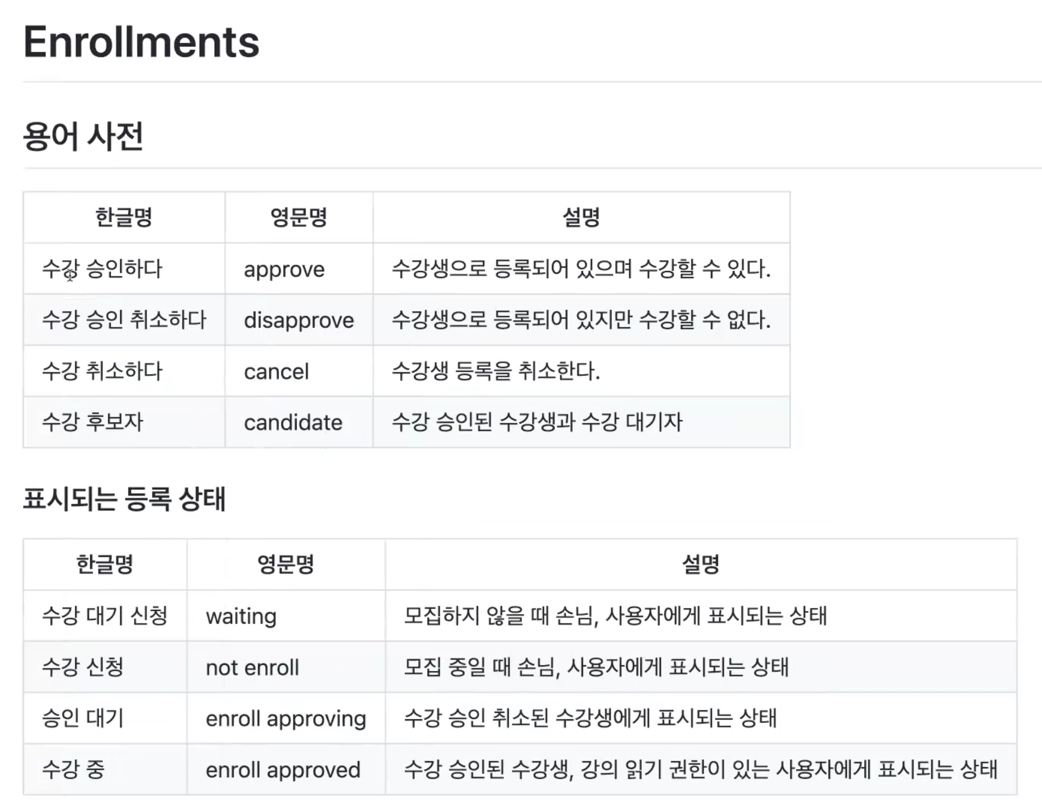 Enrollments
용어 사전
한글명 영문명 설명
수강 승인하다 approve 수강생으로 등록되어 있으며 수강할 수 있다.
수강 승인 취소하다 disapprove 수강생으로 등록되어 있지만 수강할 수 없다.
수강 취소하다 cancel 수강생 등록을 취소한다.
수강 후보자 candidate 수강 승인된 수강생과 수강 대기자
표시되는 등록 상태
한글명 영문명 설명
수강 대기 신청 waiting 모집하지 않을 때 손님, 사용자에게 표시되는 상태
수강 신청 not enroll 모집 중일 때 손님, 사용자에게 표시되는 상태
승인 대기 enroll approving 수강 승인 취소된 수강생에게 표시되는 상태
수강 중 enroll approved 수강 승인된 수강생, 강의 읽기 권한이 있는 사용자에게 표시되는 상태